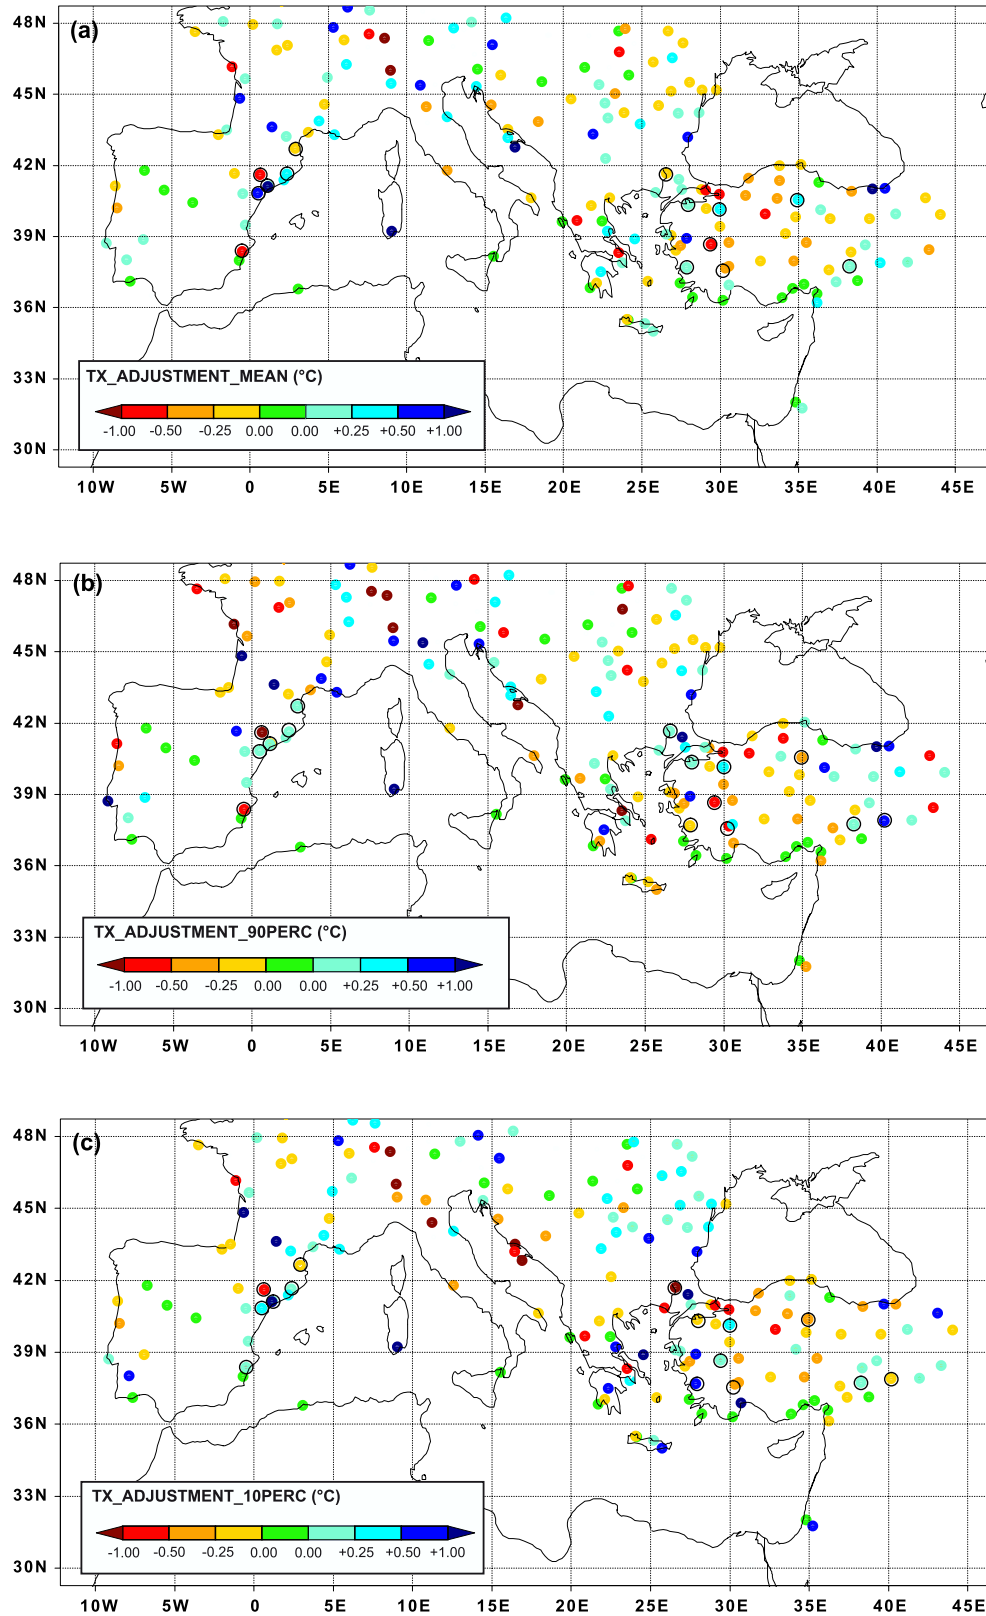 (a)
48N
45N
42N
39N
36N
33N
30N
TX_ADJUSTMENT_MEAN (°C)
-1.00 -0.50 -0.25 0.00 0.00 +0.25 +0.50 +1.00
10W 5W 0 5E 10E 15E 20E 25E 30E 35E 40E 45E
(b)
48N
45N
42N
39N
36N
33N
30N
TX_ADJUSTMENT_90PERC (°C)
-1.00 -0.50 -0.25 0.00 0.00 +0.25 +0.50 +1.00
10W 5W 0 5E 10E 15E 20E 25E 30E 35E 40E 45E
(c)
48N
45N
42N
39N
36N
33N
30N
TX_ADJUSTMENT_10PERC (°C)
-1.00 -0.50 -0.25 0.00 0.00 +0.25 +0.50 +1.00
10W 5W 0 5E 10E 15E 20E 25E 30E 35E 40E 45E